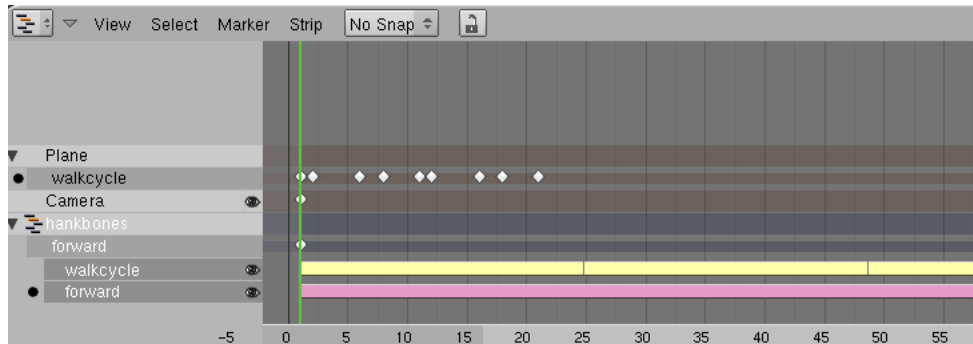 View Select Marker Strip No Snap
Plane
walkcycle
Camera
hankbones
forward
walkcycle
forward
-5 0 5 10 15 20 25 30 35 40 45 50 55